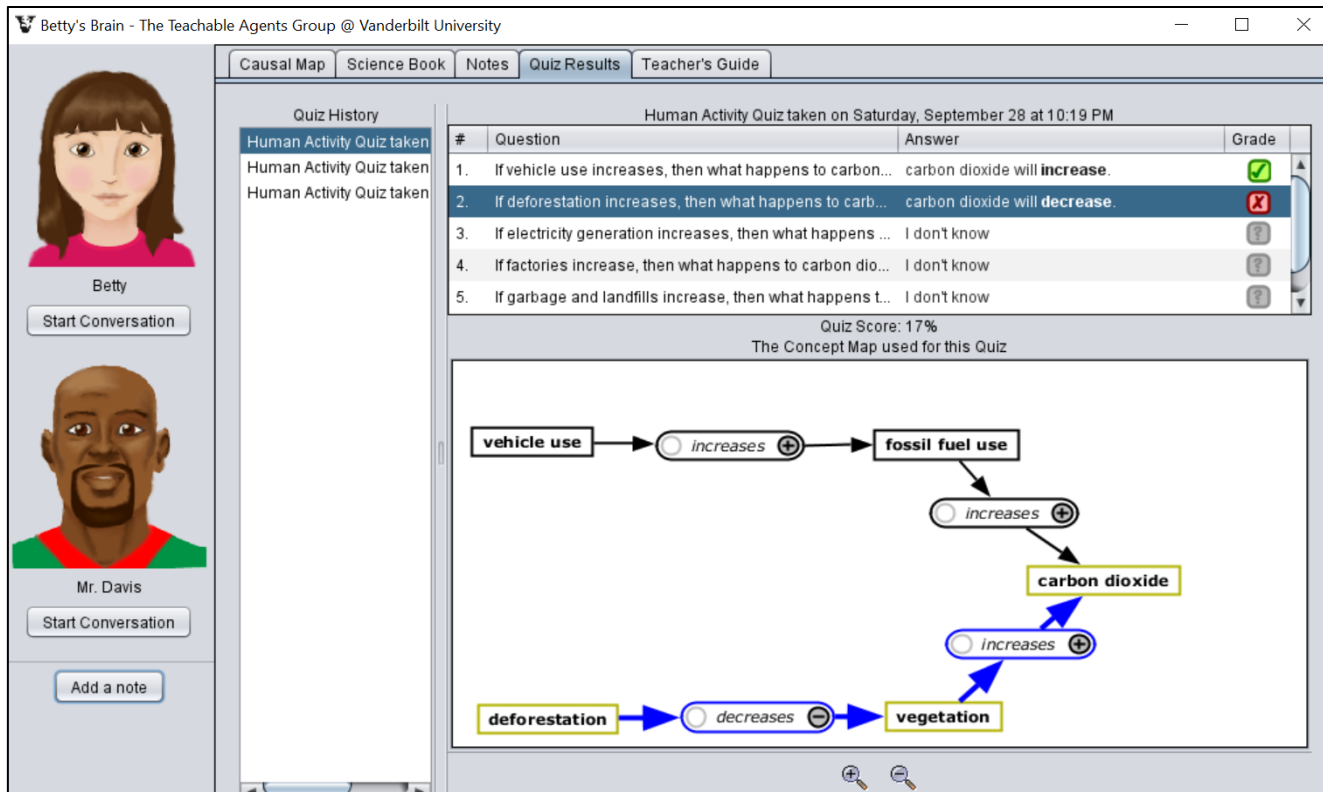 Betty's Brain - The Teachable Agents Group @ Vanderbilt University
Causal Map
Science Book
Notes
Quiz Results
Teacher's Guide
Betty
Start Conversation
Mr. Davis
Start Conversation
Add a note
Quiz History
Human Activity Quiz taken
Human Activity Quiz taken
Human Activity Quiz taken
Human Activity Quiz taken on Saturday, September 28 at 10:19 PM
# Question Answer Grade
1. If vehicle use increases, then what happens to carbon... carbon dioxide will increase.
2. If deforestation increases, then what happens to carb... carbon dioxide will decrease.
3. If electricity generation increases, then what happens ... I don't know
4. If factories increase, then what happens to carbon dio... I don't know
5. If garbage and landfills increase, then what happens t... I don't know
Quiz Score: 17%
The Concept Map used for this Quiz
vehicle use
increases
fossil fuel use
increases
carbon dioxide
increases
deforestation
decreases
vegetation